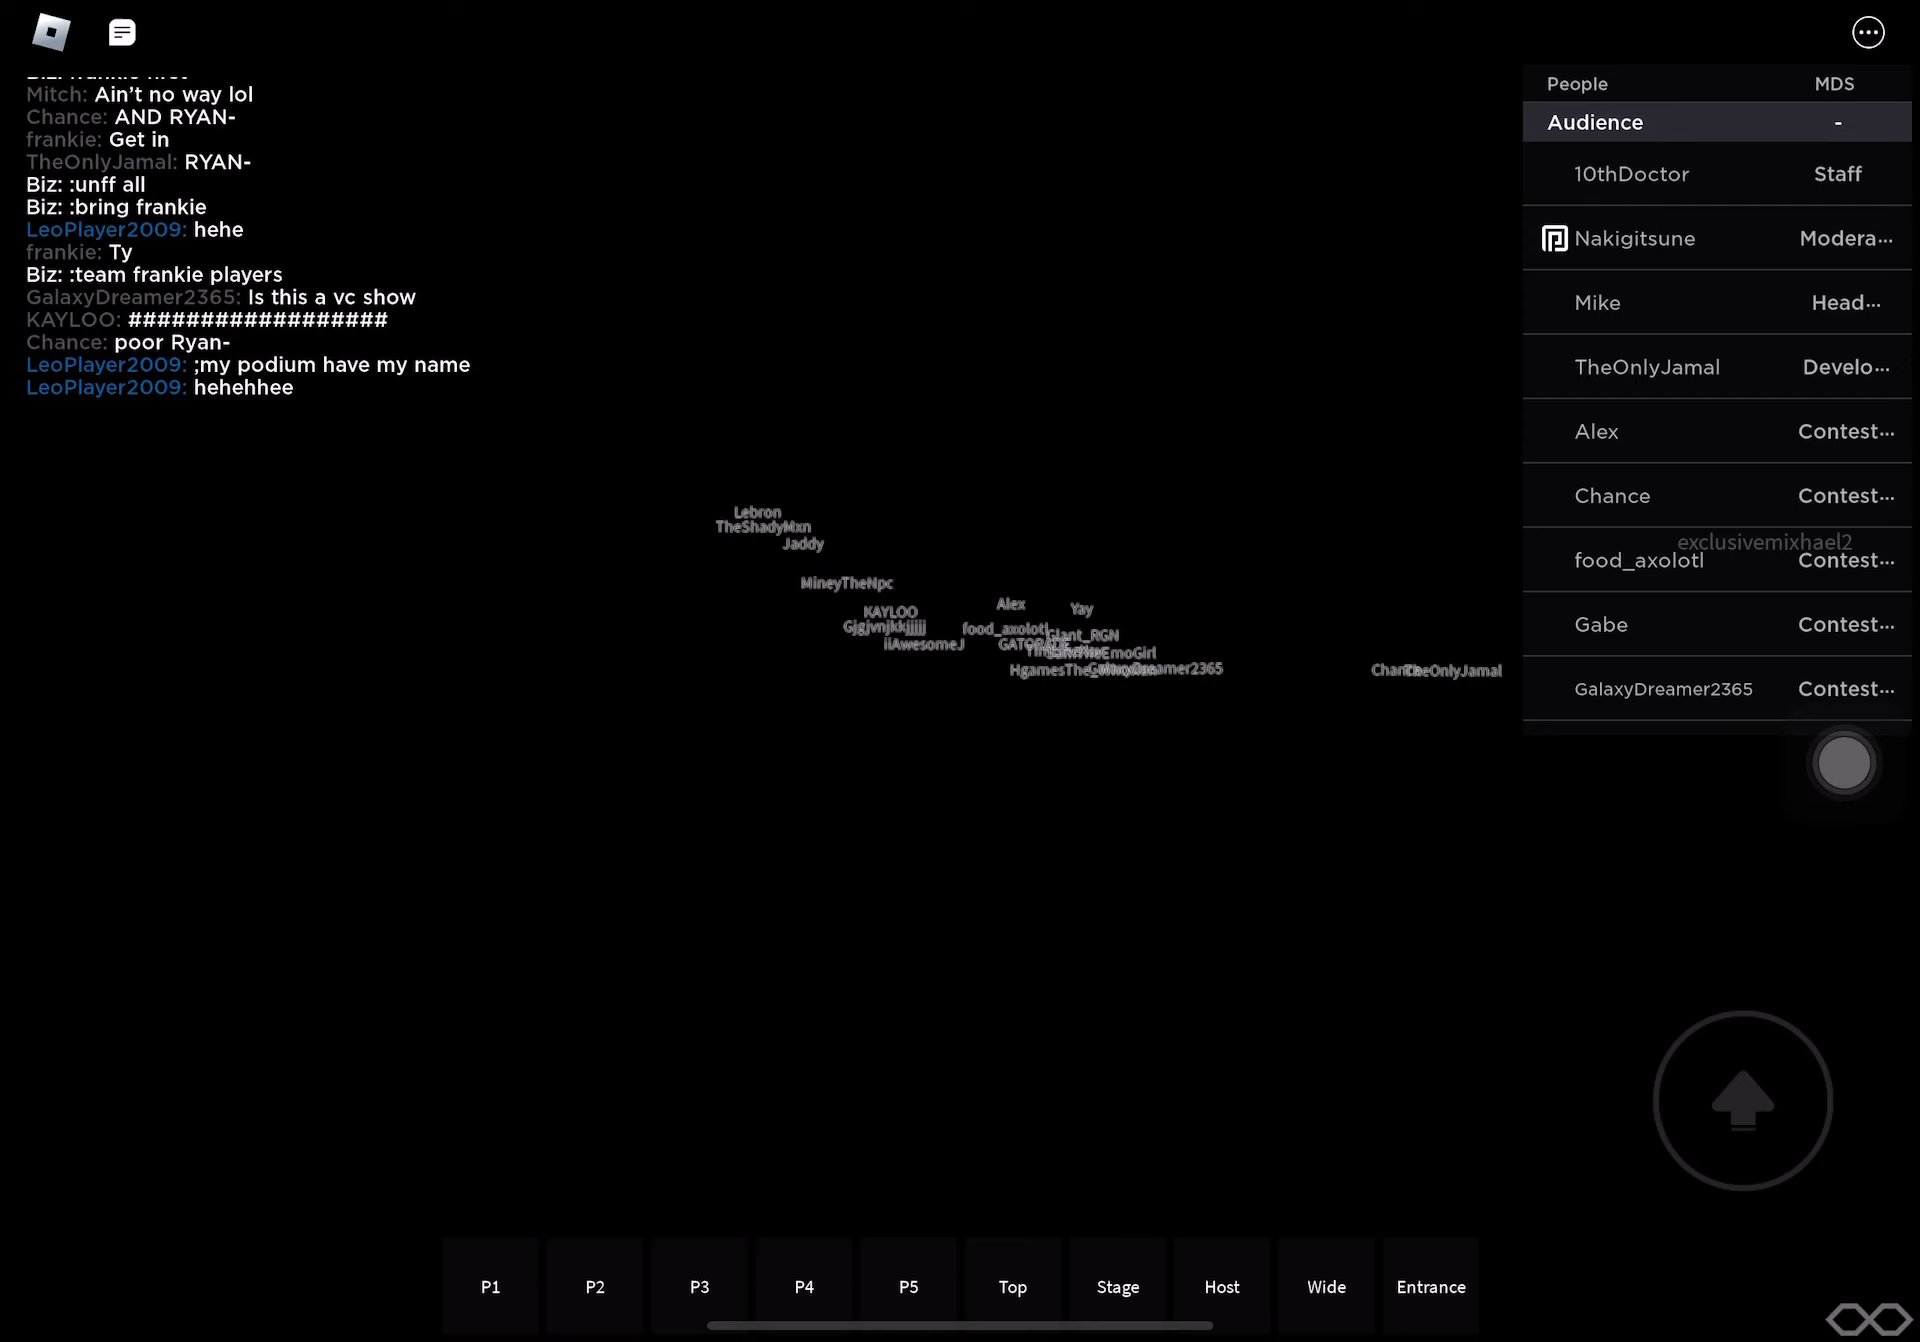 Mitch: Ain't no way lol
Chance: AND RYAN-
frankie: Get in
TheOnlyJamal: RYAN-
Biz: :unff all
Biz: :bring frankie
LeoPlayer2009: hehe
frankie: Ty
Biz: :team frankie players
GalaxyDreamer2365: Is this a vc show
KAYLOO: ##################
Chance: poor Ryan-
LeoPlayer2009: ;my podium have my name
LeoPlayer2009: hehehhee
People MDS
Audience -
10thDoctor Staff
Nakigitsune Modera...
Mike Head...
TheOnlyJamal Develo...
Alex Contest...
Chance Contest...
exclusivemixhael2
food_axolotl Contest...
Gabe Contest...
GalaxyDreamer2365 Contest...
Lebron
TheShadyMxn
Jaddy
MineyTheNpc
KAYLOO
Alex
Yay
food_axolotl
Giant_RGN
iiAwesomeJ
TheOnlyJamal
P1 P2 P3 P4 P5 Top Stage Host Wide Entrance